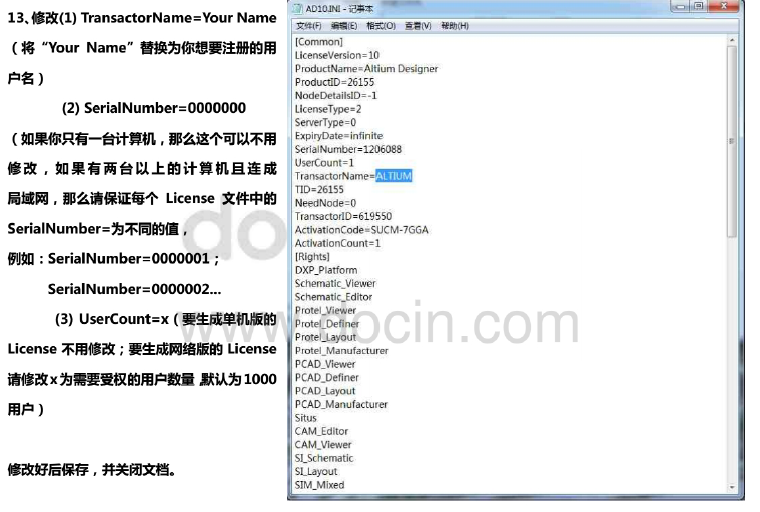 13、修改(1) TransactorName=Your Name
（将“Your Name”替换为你想要注册的用
户名）
(2) SerialNumber=0000000
（如果你只有一台计算机，那么这个可以不用
修改，如果有两台以上的计算机且连成
局域网，那么请保证每个 License 文件中的
SerialNumber=为不同的值，
例如：SerialNumber=0000001；
SerialNumber=0000002...
(3) UserCount=x（要生成单机版的
License 不用修改；要生成网络版的 License
请修改x为需要受权的用户数量,默认为1000
用户）
修改好后保存，并关闭文档。
AD10.INI - 记事本
文件(F) 编辑(E) 格式(O) 查看(V) 帮助(H)
[Common]
LicenseVersion=10
ProductName=Altium Designer
ProductID=26155
NodeDetailsID=-1
LicenseType=2
ServerType=0
ExpiryDate=infinite
SerialNumber=1206088
UserCount=1
TransactorName=ALTIUM
TID=26155
NeedNode=0
TransactorID=619550
ActivationCode=SUCM-7GGA
ActivationCount=1
[Rights]
DXP_Platform
Schematic_Viewer
Schematic_Editor
Protel_Viewer
Protel_Definer
Protel_Layout
Protel_Manufacturer
PCAD_Viewer
PCAD_Definer
PCAD_Layout
PCAD_Manufacturer
Situs
CAM_Editor
CAM_Viewer
SI_Schematic
SI_Layout
SIM_Mixed
www.docin.com